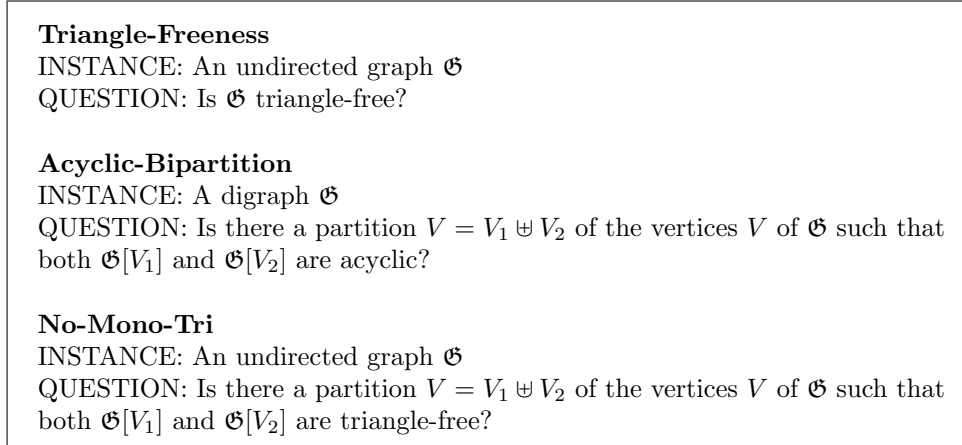 Triangle-Freeness
INSTANCE: An undirected graph 𝔊
QUESTION: Is 𝔊 triangle-free?
Acyclic-Bipartition
INSTANCE: A digraph 𝔊
QUESTION: Is there a partition V = V₁ ⊎ V₂ of the vertices V of 𝔊 such that
both 𝔊[V₁] and 𝔊[V₂] are acyclic?
No-Mono-Tri
INSTANCE: An undirected graph 𝔊
QUESTION: Is there a partition V = V₁ ⊎ V₂ of the vertices V of 𝔊 such that
both 𝔊[V₁] and 𝔊[V₂] are triangle-free?